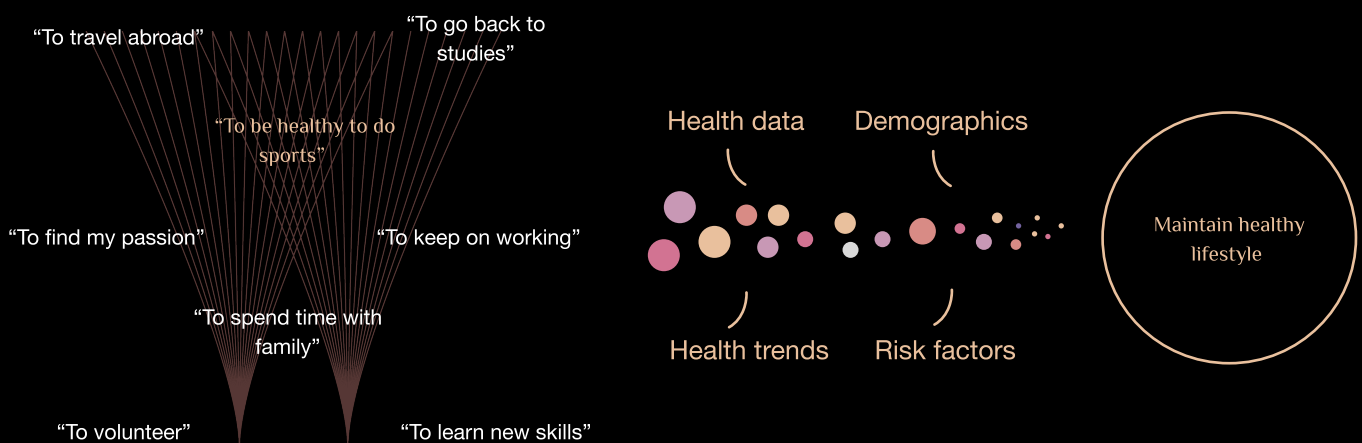 “To travel abroad”
“To go back to
studies”
“To be healthy to do
sports”
“To find my passion”
“To keep on working”
“To spend time with
family”
“To volunteer”
“To learn new skills”
Health data
Demographics
Health trends
Risk factors
Maintain healthy
lifestyle